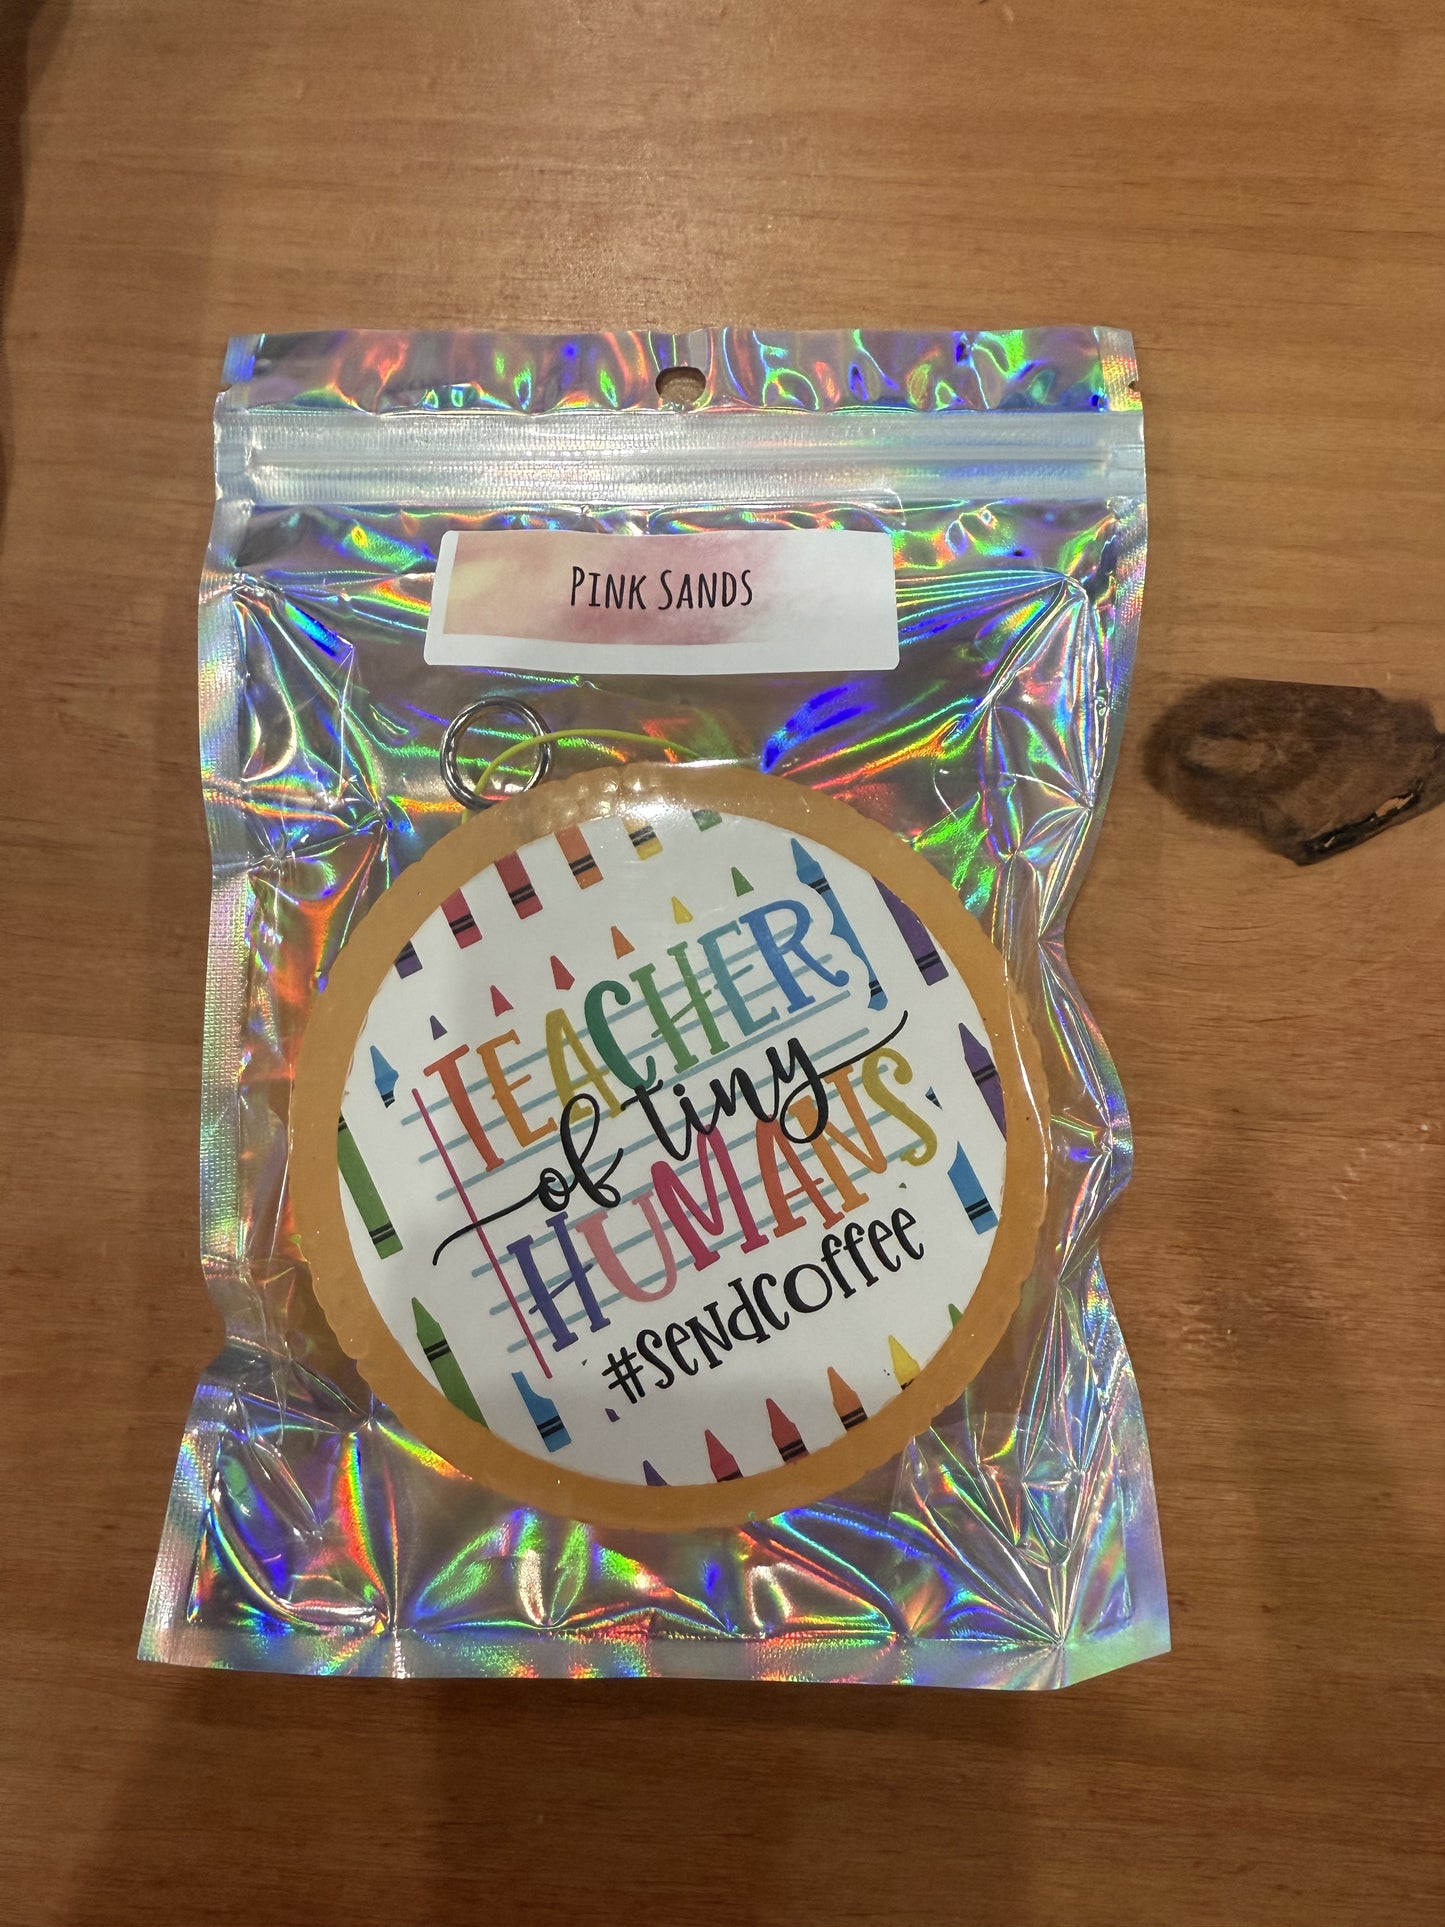 PINK SANDS
TEACHER
of tiny
HUMANS
#sendcoffee